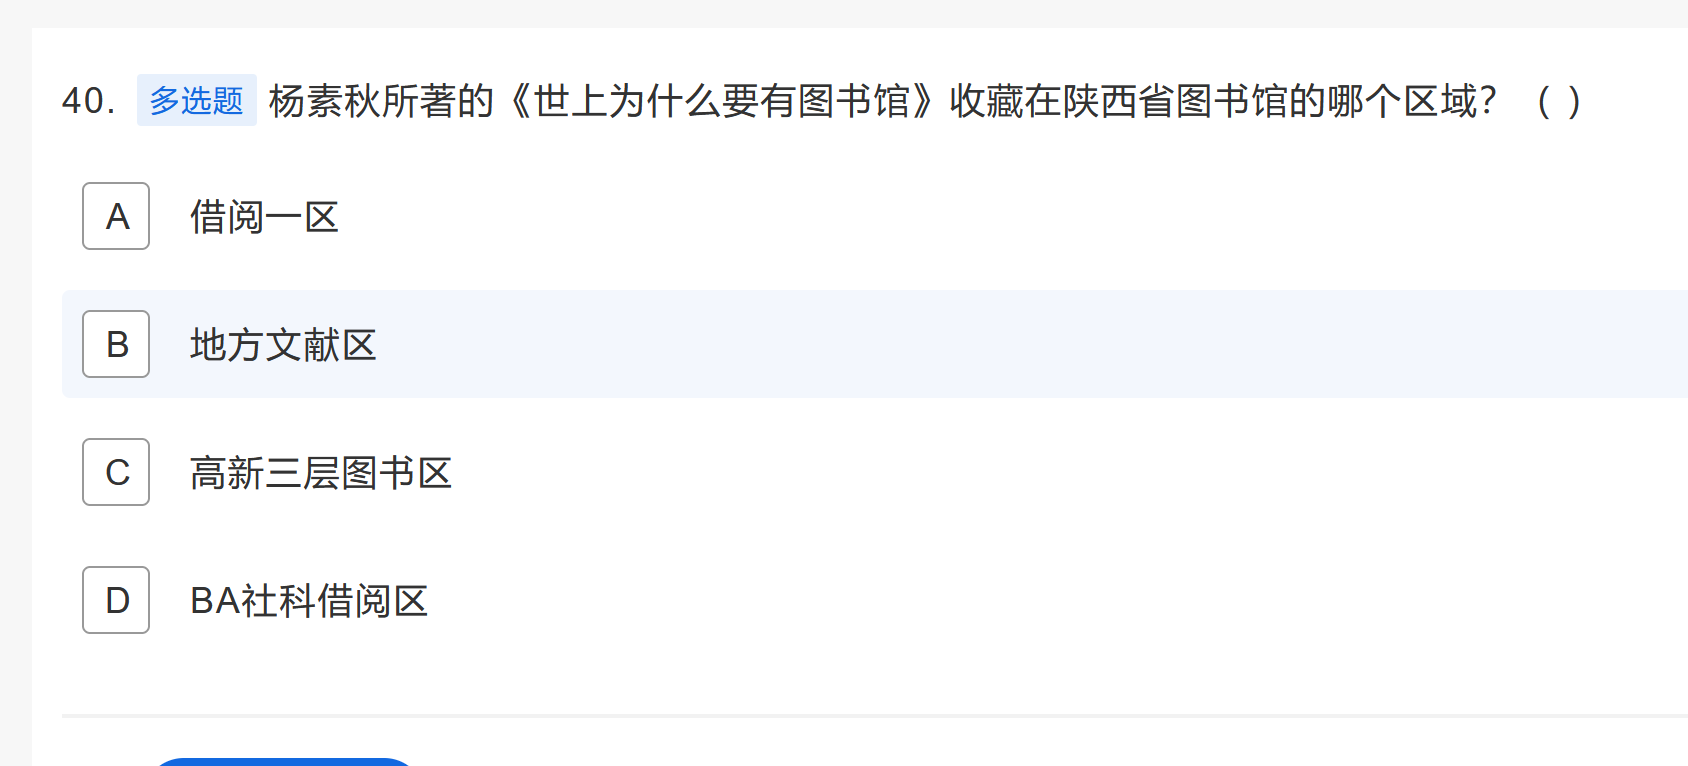 40. 多选题 杨素秋所著的《世上为什么要有图书馆》收藏在陕西省图书馆的哪个区域？ ( )
A 借阅一区
B 地方文献区
C 高新三层图书区
D BA社科借阅区